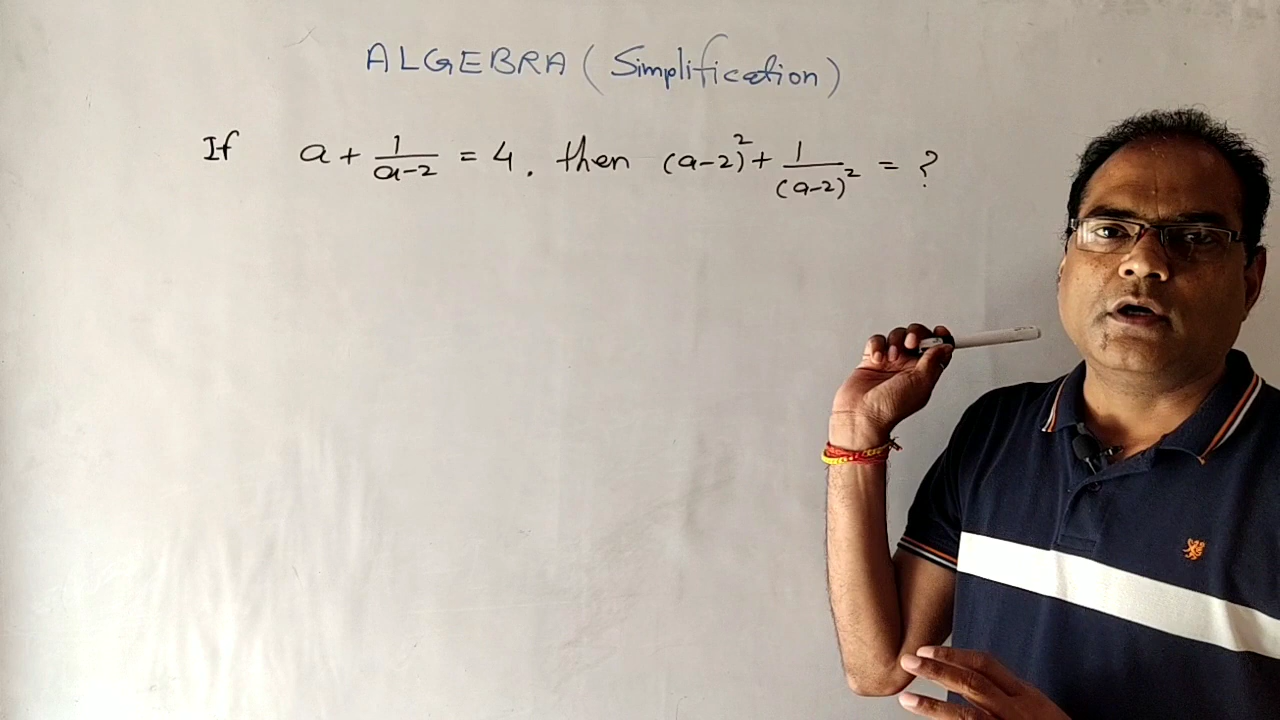 ALGEBRA (Simplification)
If a + 1/(a-2) = 4. then (a-2)² + 1/(a-2)² = ?